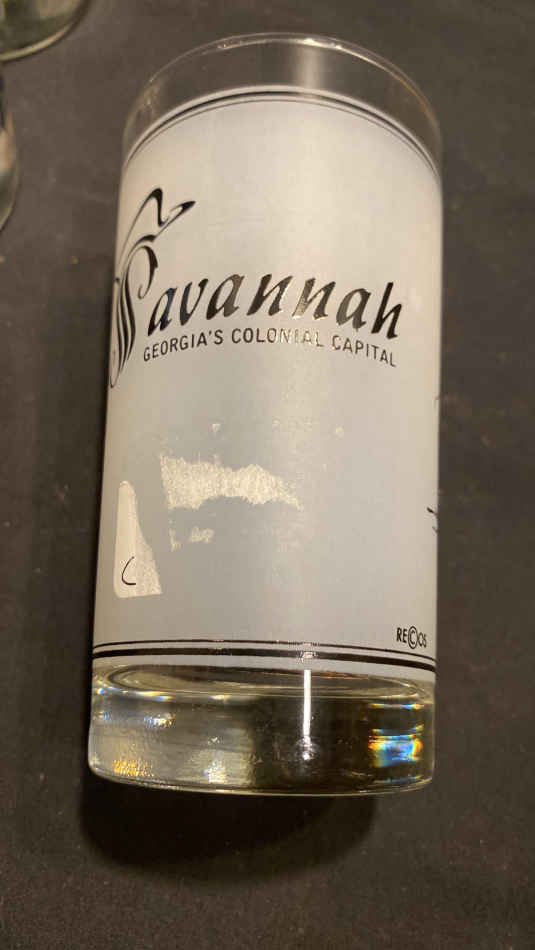 Savannah
GEORGIA'S COLONIAL CAPITAL
C
RE©OS